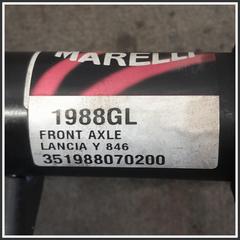 MARELLI
1988GL
FRONT AXLE
LANCIA Y 846
351988070200